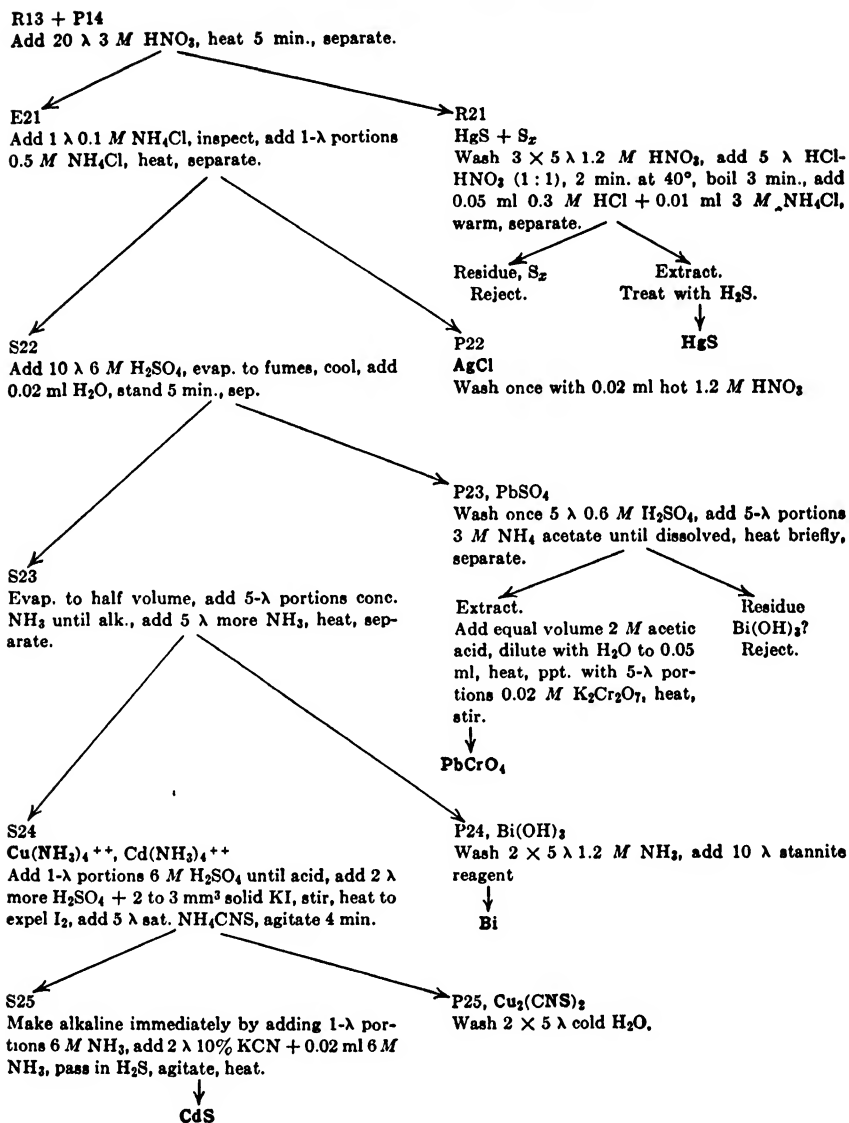 R13 + P14
Add 20 λ 3 M HNO₃, heat 5 min., separate.
E21
Add 1 λ 0.1 M NH₄Cl, inspect, add 1-λ portions
0.5 M NH₄Cl, heat, separate.
R21
HgS + Sₓ
Wash 3 × 5 λ 1.2 M HNO₃, add 5 λ HCl-
HNO₃ (1 : 1), 2 min. at 40°, boil 3 min., add
0.05 ml 0.3 M HCl + 0.01 ml 3 M NH₄Cl,
warm, separate.
Residue, Sₓ
Reject.
Extract.
Treat with H₂S.
HgS
S22
Add 10 λ 6 M H₂SO₄, evap. to fumes, cool, add
0.02 ml H₂O, stand 5 min., sep.
P22
AgCl
Wash once with 0.02 ml hot 1.2 M HNO₃
P23, PbSO₄
Wash once 5 λ 0.6 M H₂SO₄, add 5-λ portions
3 M NH₄ acetate until dissolved, heat briefly,
separate.
S23
Evap. to half volume, add 5-λ portions conc.
NH₃ until alk., add 5 λ more NH₃, heat, sep-
arate.
Extract.
Add equal volume 2 M acetic
acid, dilute with H₂O to 0.05
ml, heat, ppt. with 5-λ por-
tions 0.02 M K₂Cr₂O₇, heat,
stir.
PbCrO₄
Residue
Bi(OH)₃?
Reject.
S24
Cu(NH₃)₄⁺⁺, Cd(NH₃)₄⁺⁺
Add 1-λ portions 6 M H₂SO₄ until acid, add 2 λ
more H₂SO₄ + 2 to 3 mm³ solid KI, stir, heat to
expel I₂, add 5 λ sat. NH₄CNS, agitate 4 min.
P24, Bi(OH)₃
Wash 2 × 5 λ 1.2 M NH₃, add 10 λ stannite
reagent
Bi
S25
Make alkaline immediately by adding 1-λ por-
tions 6 M NH₃, add 2 λ 10% KCN + 0.02 ml 6 M
NH₃, pass in H₂S, agitate, heat.
CdS
P25, Cu₂(CNS)₂
Wash 2 × 5 λ cold H₂O.